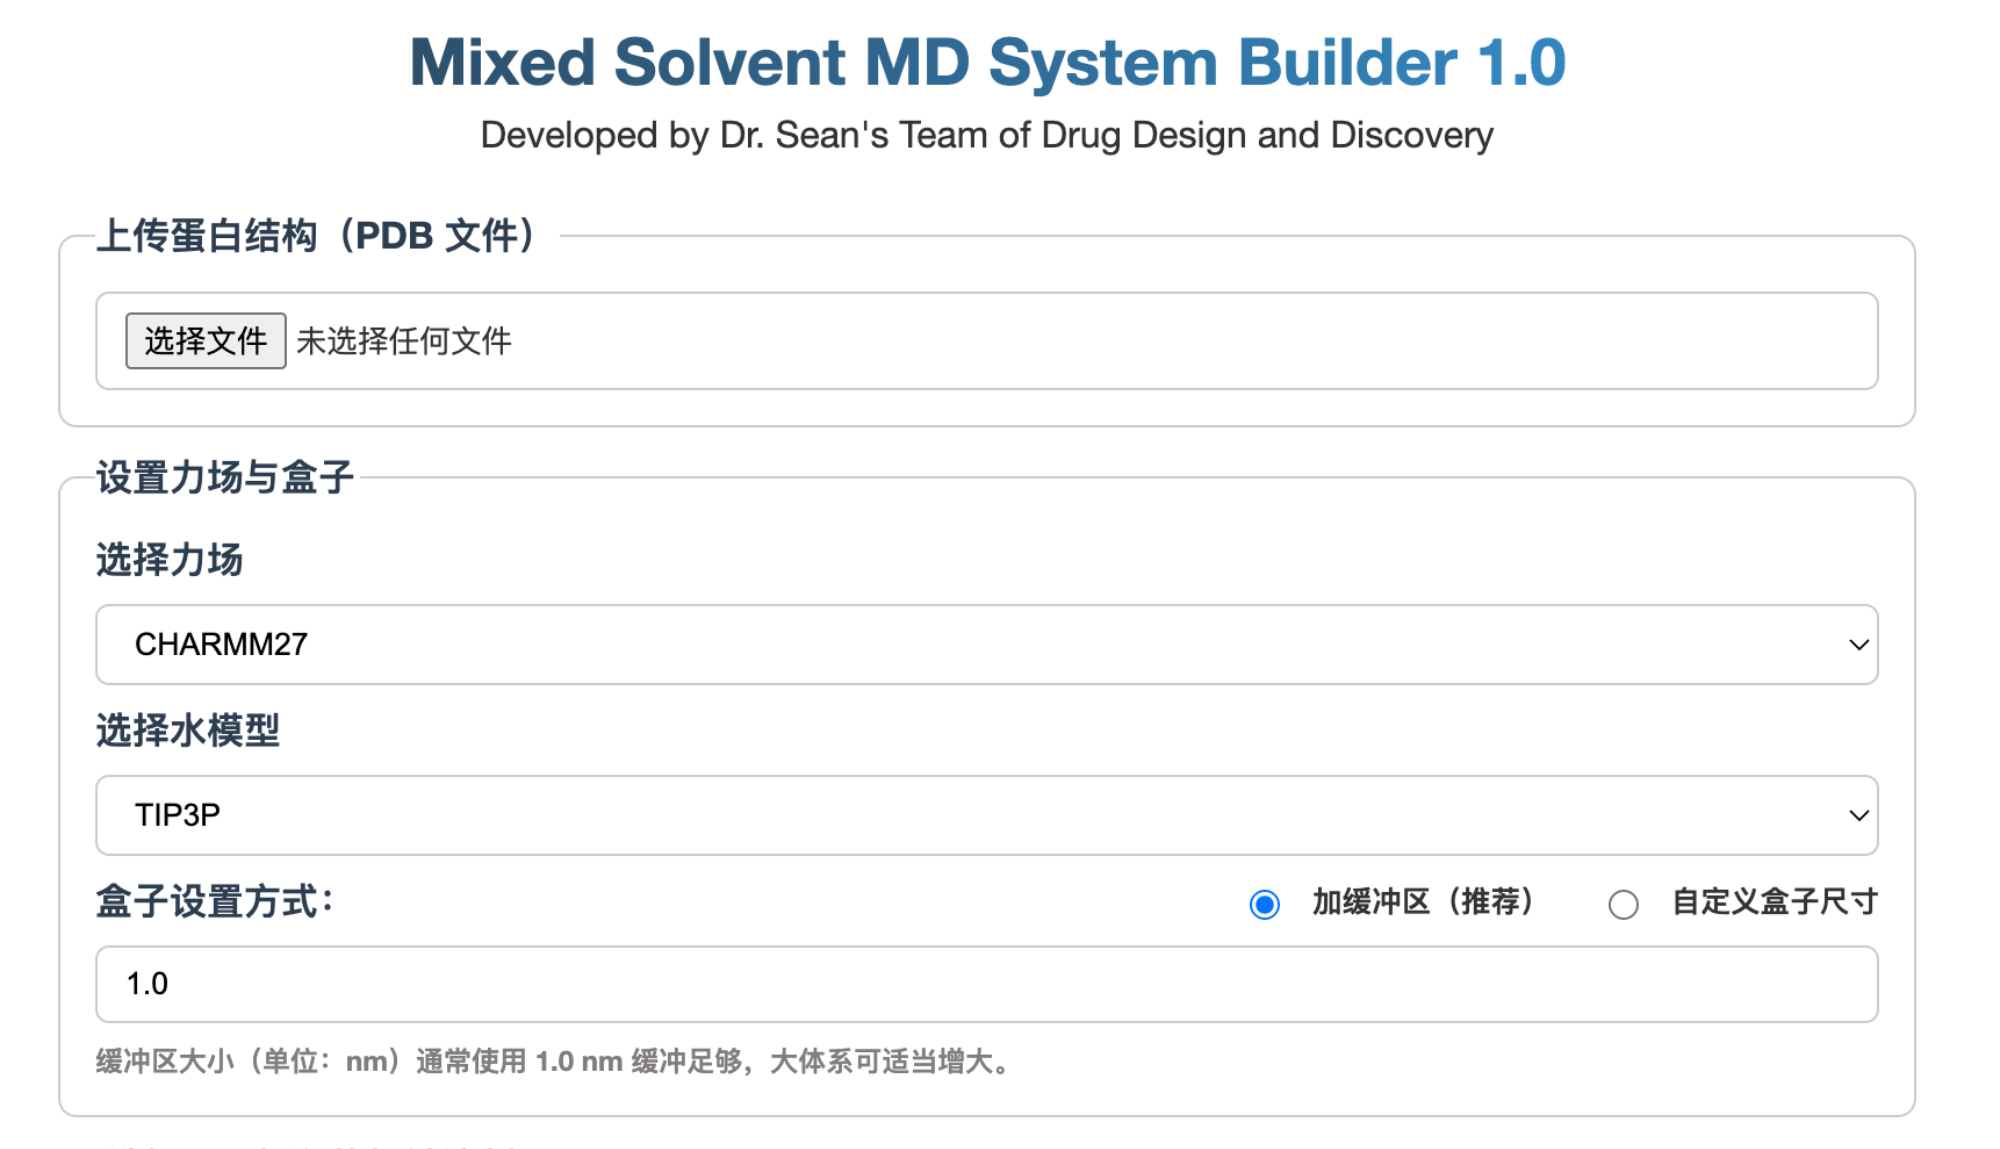 Mixed Solvent MD System Builder 1.0
Developed by Dr. Sean's Team of Drug Design and Discovery
上传蛋白结构（PDB 文件）
选择文件 未选择任何文件
设置力场与盒子
选择力场
CHARMM27
选择水模型
TIP3P
盒子设置方式： 加缓冲区（推荐） 自定义盒子尺寸
1.0
缓冲区大小（单位：nm）通常使用 1.0 nm 缓冲足够，大体系可适当增大。